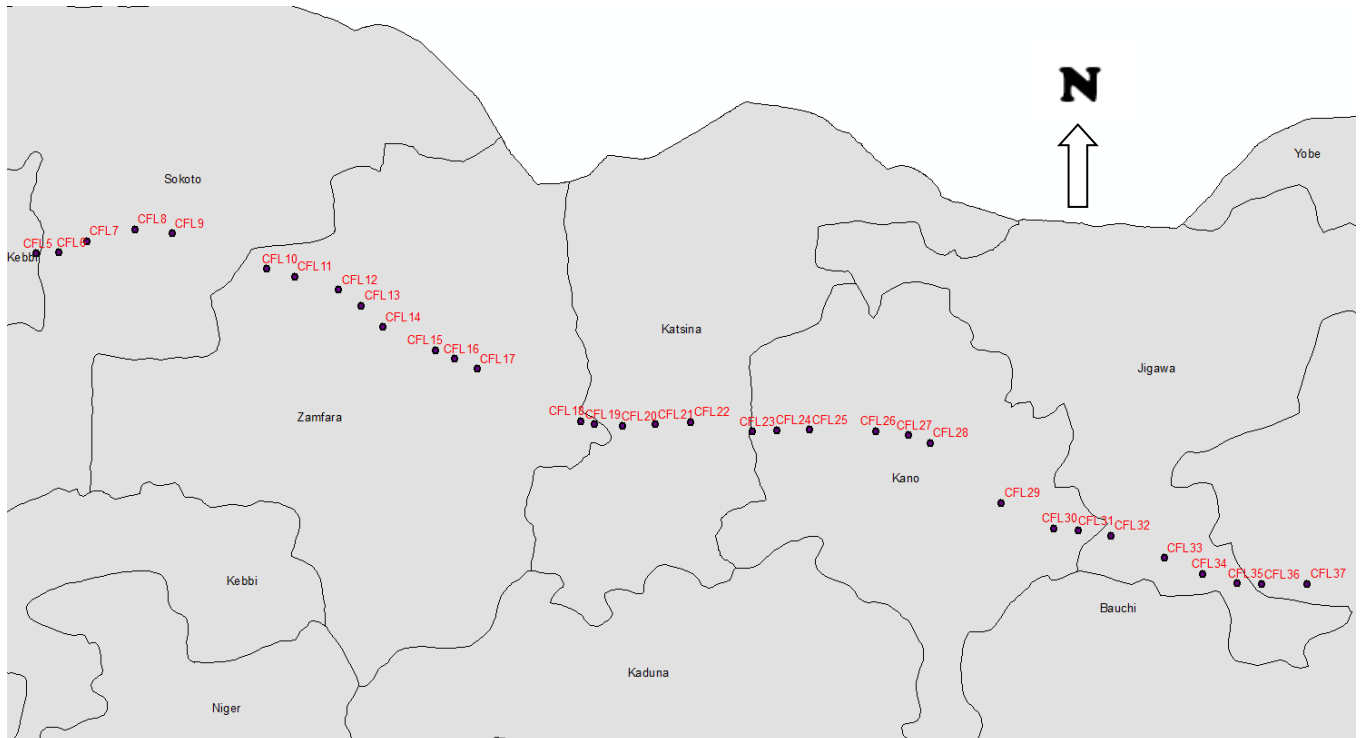 N
Yobe
Sokoto
CFL8
CFL9
CFL7
CFL5
CFL6
Kebbi
CFL10
CFL11
CFL12
CFL13
CFL14
Katsina
CFL15
CFL16
CFL17
Jigawa
Zamfara
CFL18
CFL19
CFL20
CFL21
CFL22
CFL23
CFL24
CFL25
CFL26
CFL27
CFL28
Kano
CFL29
CFL30
CFL31
CFL32
CFL33
CFL34
CFL35
CFL36
CFL37
Kebbi
Bauchi
Kaduna
Niger